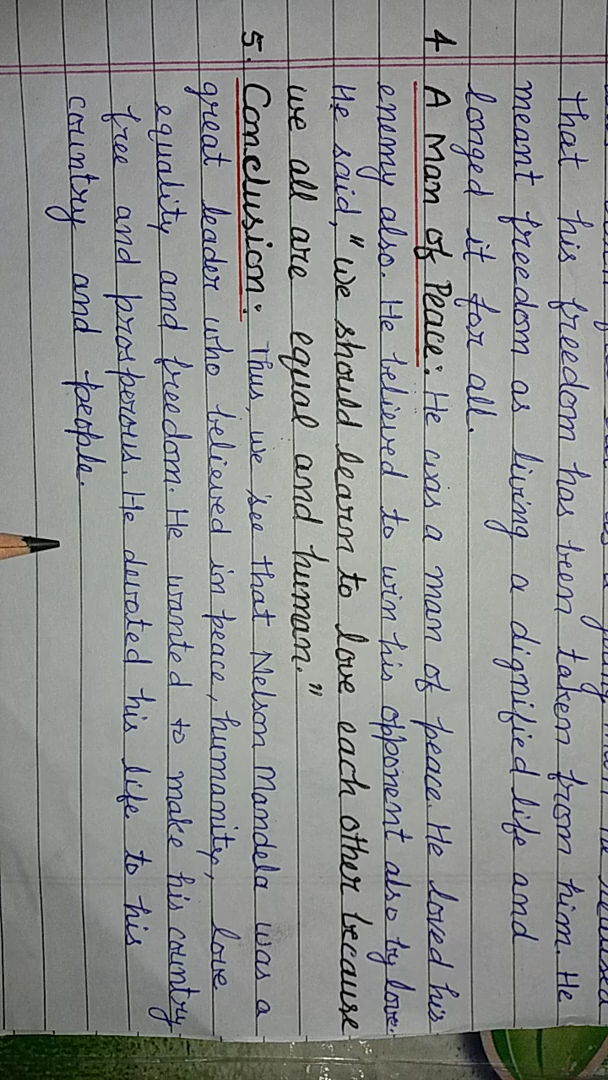 that his freedom has been taken from him. He
meant freedom as living a dignified life and
longed it for all.
4 A Man of Peace: He was a man of peace. He loved his
enemy also. He believed to win his opponent also by love.
He said, "we should learn to love each other because
we all are equal and human."
5. Conclusion: Thus, we see that Nelson Mandela was a
great leader who believed in peace, humanity, love
equality and freedom. He wanted to make his country
free and prosperous. He devoted his life to his
country and people.